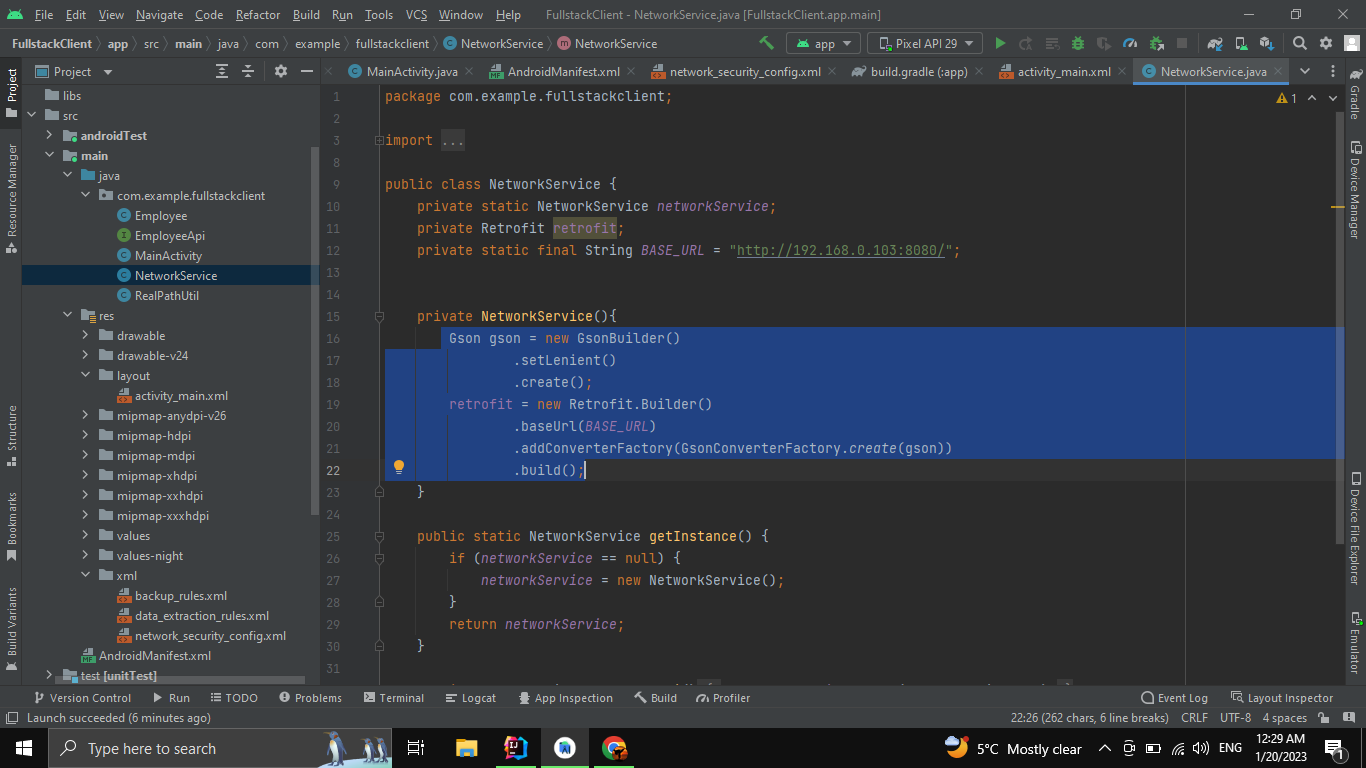 File Edit View Navigate Code Refactor Build Run Tools VCS Window Help FullstackClient - NetworkService.java [FullstackClient.app.main]
FullstackClient app src main java com example fullstackclient NetworkService NetworkService app Pixel API 29
Project
MainActivity.java AndroidManifest.xml network_security_config.xml build.gradle (:app) activity_main.xml NetworkService.java
Project
Resource Manager
Structure
Bookmarks
Build Variants
libs
src
androidTest
main
java
com.example.fullstackclient
Employee
EmployeeApi
MainActivity
NetworkService
RealPathUtil
res
drawable
drawable-v24
layout
activity_main.xml
mipmap-anydpi-v26
mipmap-hdpi
mipmap-mdpi
mipmap-xhdpi
mipmap-xxhdpi
mipmap-xxxhdpi
values
values-night
xml
backup_rules.xml
data_extraction_rules.xml
network_security_config.xml
AndroidManifest.xml
test [unitTest]
1
1 package com.example.fullstackclient;
2
3 import ...
8
9 public class NetworkService {
10 private static NetworkService networkService;
11 private Retrofit retrofit;
12 private static final String BASE_URL = "http://192.168.0.103:8080/";
13
14
15 private NetworkService(){
16 Gson gson = new GsonBuilder()
17 .setLenient()
18 .create();
19 retrofit = new Retrofit.Builder()
20 .baseUrl(BASE_URL)
21 .addConverterFactory(GsonConverterFactory.create(gson))
22 .build();
23 }
24
25 public static NetworkService getInstance() {
26 if (networkService == null) {
27 networkService = new NetworkService();
28 }
29 return networkService;
30 }
31
Gradle
Device Manager
Device File Explorer
Emulator
Version Control Run TODO Problems Terminal Logcat App Inspection Build Profiler Event Log Layout Inspector
Launch succeeded (6 minutes ago) 22:26 (262 chars, 6 line breaks) CRLF UTF-8 4 spaces
Type here to search 5°C Mostly clear ENG 12:29 AM
1/20/2023
1